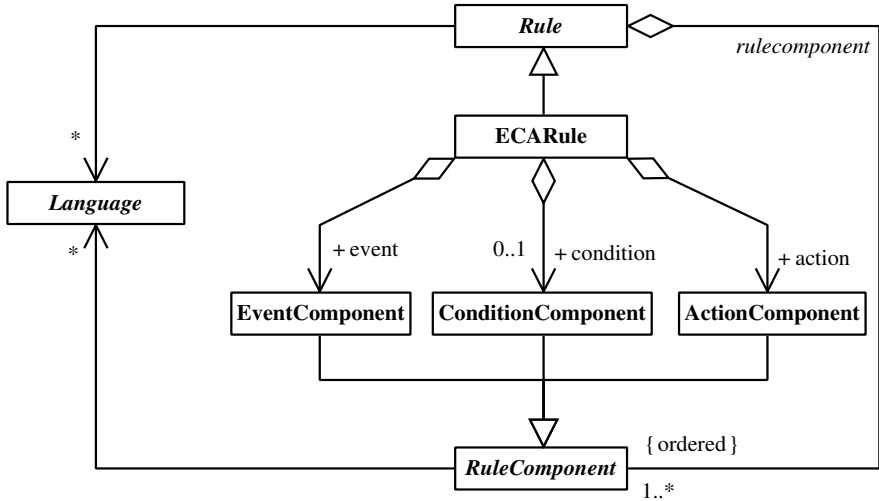 Rule
rulecomponent
ECARule
*
Language
*
+ event
0..1
+ condition
+ action
EventComponent
ConditionComponent
ActionComponent
{ ordered }
RuleComponent
1..*